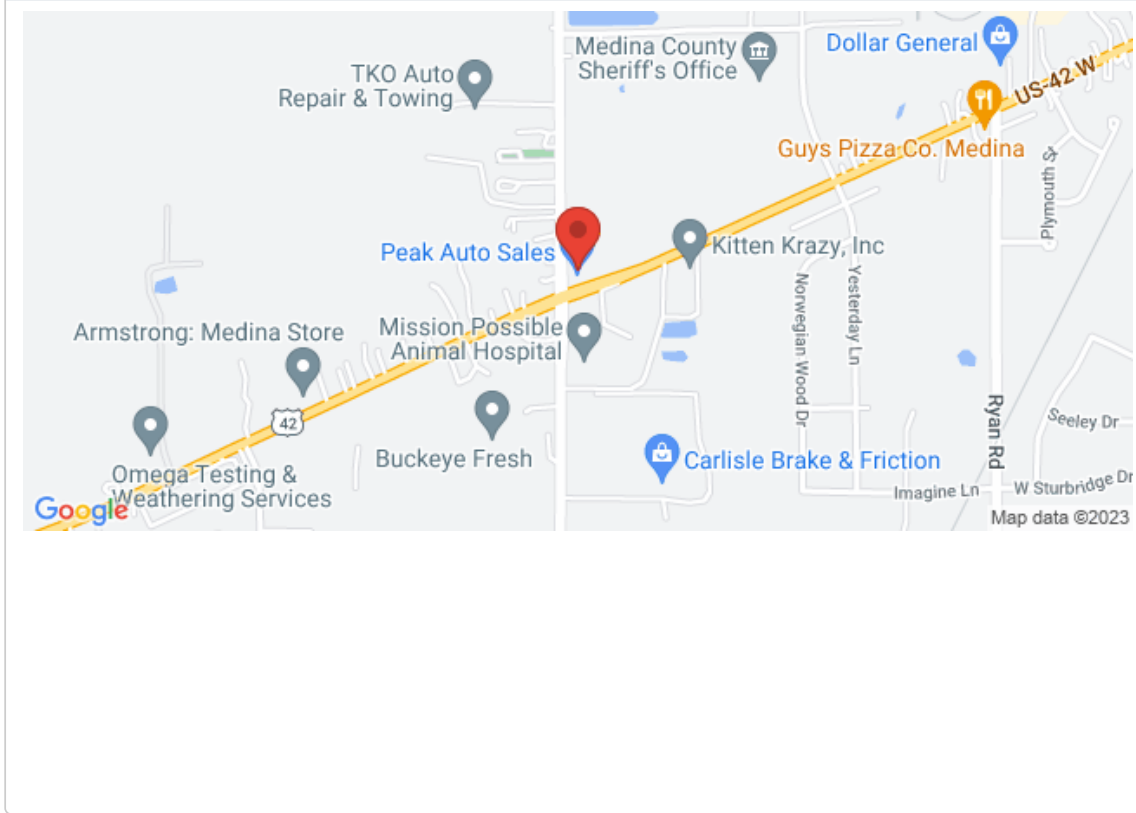 Medina County
Sheriff's Office
Dollar General
TKO Auto
Repair & Towing
US-42 W
Guys Pizza Co. Medina
Plymouth St
Peak Auto Sales
Kitten Krazy, Inc
Norwegian Wood Dr
Yesterday Ln
Armstrong: Medina Store
Mission Possible
Animal Hospital
42
Ryan Rd
Seeley Dr
Buckeye Fresh
Carlisle Brake & Friction
Omega Testing &
Weathering Services
Imagine Ln
W Sturbridge Dr
Google
Map data ©2023